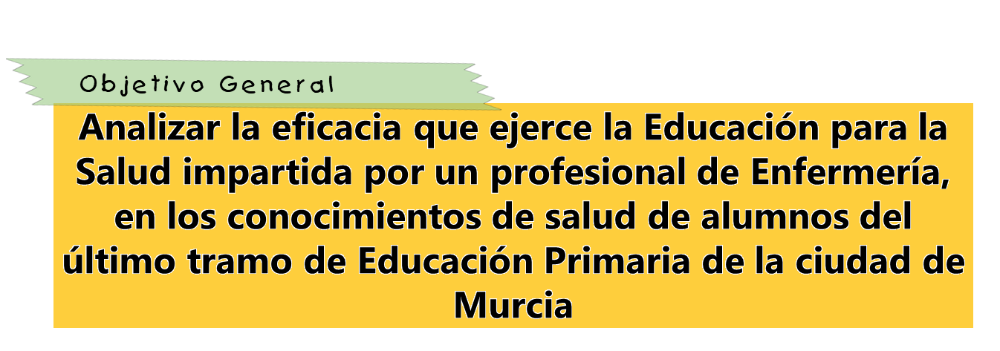 Objetivo General
Analizar la eficacia que ejerce la Educación para la
Salud impartida por un profesional de Enfermería,
en los conocimientos de salud de alumnos del
último tramo de Educación Primaria de la ciudad de
Murcia